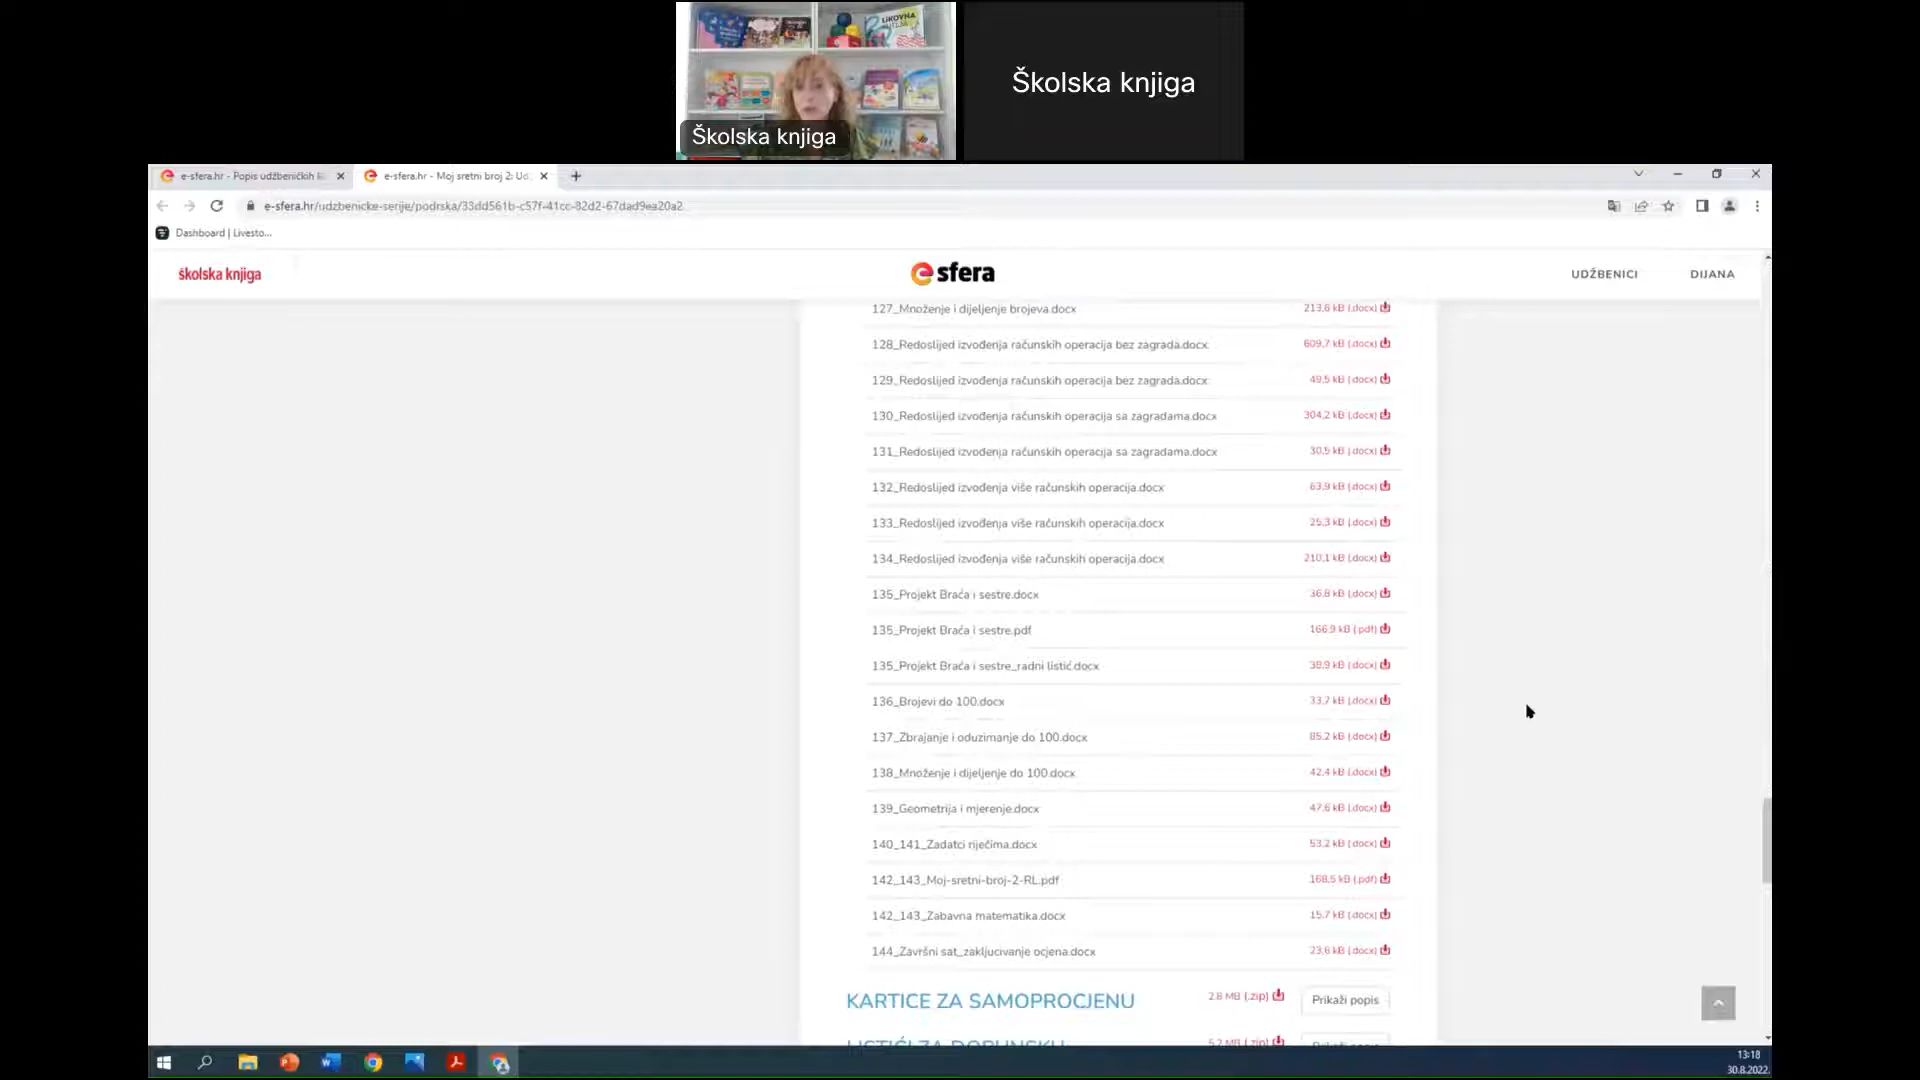 LIKOVNA
Školska knjiga
Školska knjiga
e-sfera.hr - Popis udžbeničkih
e-sfera.hr - Moj sretni broj 2: Ud
e-sfera.hr/udzbenicke-serije/podrska/33dd561b-c57f-41cc-82d2-67dad9ea20a2
Dashboard | Livesto...
školska knjiga
e sfera
UDŽBENICI
DIJANA
127_Množenje i dijeljenje brojeva.docx 213,6 kB (.docx)
128_Redoslijed izvođenja računskih operacija bez zagrada.docx 609,7 kB (.docx)
129_Redoslijed izvođenja računskih operacija bez zagrada.docx 49,5 kB (.docx)
130_Redoslijed izvođenja računskih operacija sa zagradama.docx 304,2 kB (.docx)
131_Redoslijed izvođenja računskih operacija sa zagradama.docx 30,5 kB (.docx)
132_Redoslijed izvođenja više računskih operacija.docx 63,9 kB (.docx)
133_Redoslijed izvođenja više računskih operacija.docx 25,3 kB (.docx)
134_Redoslijed izvođenja više računskih operacija.docx 210,1 kB (.docx)
135_Projekt Braća i sestre.docx 36,8 kB (.docx)
135_Projekt Braća i sestre.pdf 166,9 kB (.pdf)
135_Projekt Braća i sestre_radni listić.docx 38,9 kB (.docx)
136_Brojevi do 100.docx 33,7 kB (.docx)
137_Zbrajanje i oduzimanje do 100.docx 85,2 kB (.docx)
138_Množenje i dijeljenje do 100.docx 42,4 kB (.docx)
139_Geometrija i mjerenje.docx 47,6 kB (.docx)
140_141_Zadatci riječima.docx 53,2 kB (.docx)
142_143_Moj-sretni-broj-2-RL.pdf 168,5 kB (.pdf)
142_143_Zabavna matematika.docx 15,7 kB (.docx)
144_Završni sat_zakljucivanje ocjena.docx 23,6 kB (.docx)
KARTICE ZA SAMOPROCJENU 2.8 MB (.zip) Prikaži popis
LISTIĆI ZA DOPUNSKU 5.2 MB (.zip) Prikaži popis
13:18
30.8.2022.